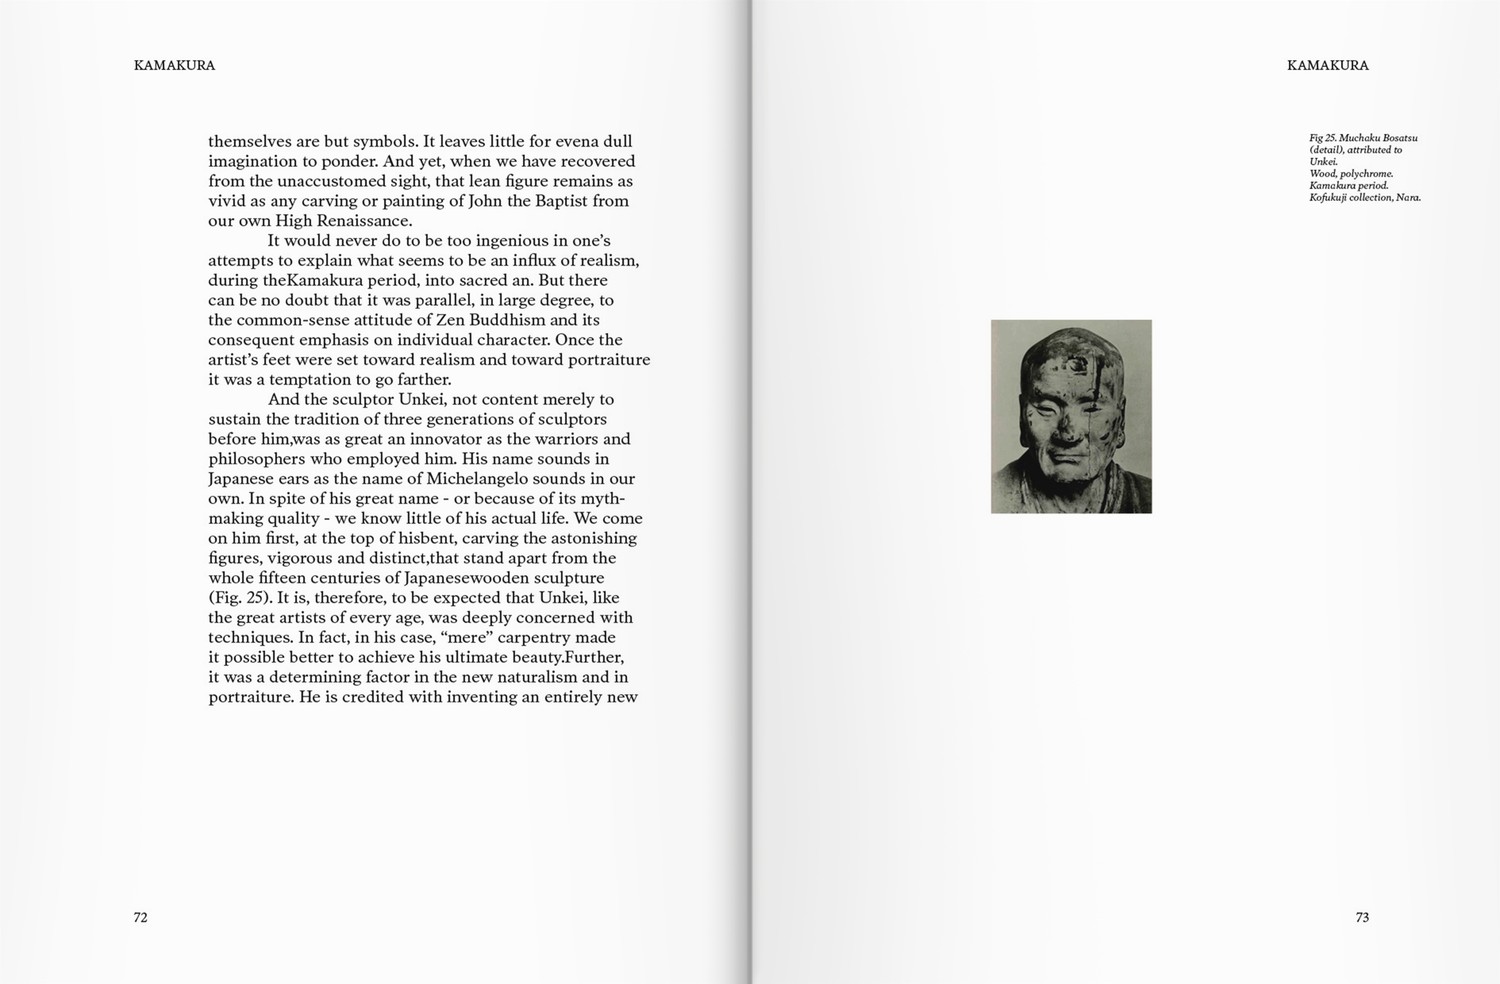 KAMAKURA
themselves are but symbols. It leaves little for evena dull
imagination to ponder. And yet, when we have recovered
from the unaccustomed sight, that lean figure remains as
vivid as any carving or painting of John the Baptist from
our own High Renaissance.
It would never do to be too ingenious in one’s
attempts to explain what seems to be an influx of realism,
during theKamakura period, into sacred an. But there
can be no doubt that it was parallel, in large degree, to
the common-sense attitude of Zen Buddhism and its
consequent emphasis on individual character. Once the
artist’s feet were set toward realism and toward portraiture
it was a temptation to go farther.
And the sculptor Unkei, not content merely to
sustain the tradition of three generations of sculptors
before him,was as great an innovator as the warriors and
philosophers who employed him. His name sounds in
Japanese ears as the name of Michelangelo sounds in our
own. In spite of his great name - or because of its myth-
making quality - we know little of his actual life. We come
on him first, at the top of hisbent, carving the astonishing
figures, vigorous and distinct,that stand apart from the
whole fifteen centuries of Japanesewooden sculpture
(Fig. 25). It is, therefore, to be expected that Unkei, like
the great artists of every age, was deeply concerned with
techniques. In fact, in his case, “mere” carpentry made
it possible better to achieve his ultimate beauty.Further,
it was a determining factor in the new naturalism and in
portraiture. He is credited with inventing an entirely new
72
KAMAKURA
Fig 25. Muchaku Bosatsu
(detail), attributed to
Unkei.
Wood, polychrome.
Kamakura period.
Kofukuji collection, Nara.
73